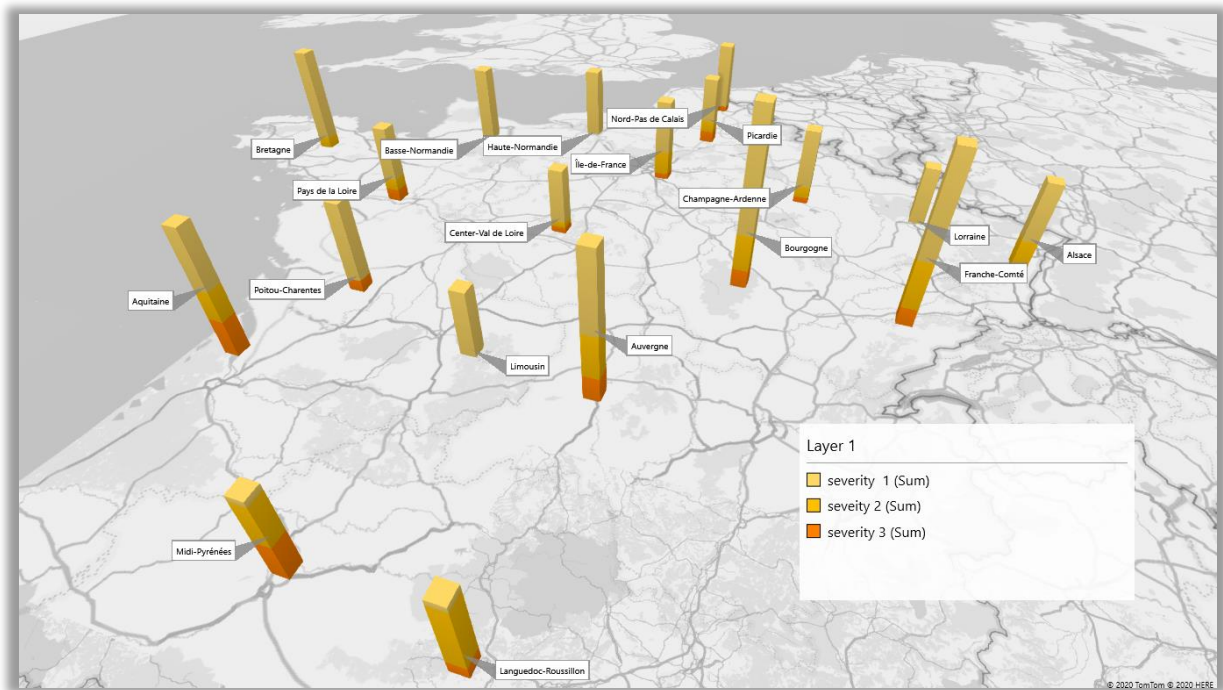 Nord-Pas de Calais
Picardie
Bretagne
Basse-Normandie
Haute-Normandie
Île-de-France
Pays de la Loire
Champagne-Ardenne
Center-Val de Loire
Lorraine
Bourgogne
Alsace
Franche-Comté
Poitou-Charentes
Aquitaine
Auvergne
Limousin
Layer 1
severity  1 (Sum)
seveity 2 (Sum)
severity 3 (Sum)
Midi-Pyrénées
Languedoc-Roussillon
© 2020 TomTom © 2020 HERE